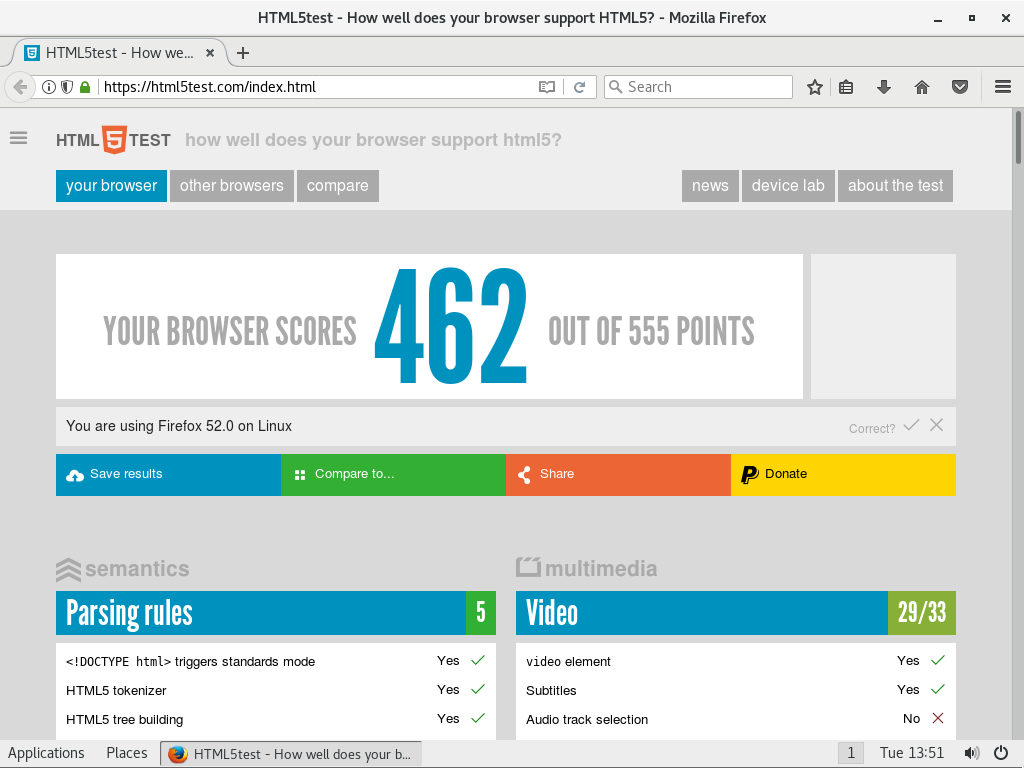 HTML5test - How well does your browser support HTML5? - Mozilla Firefox
HTML5test - How we...
https://html5test.com/index.html
Search
HTML 5 TEST how well does your browser support html5?
your browser other browsers compare news device lab about the test
YOUR BROWSER SCORES 462 OUT OF 555 POINTS
You are using Firefox 52.0 on Linux Correct?
Save results Compare to... Share Donate
semantics
Parsing rules 5
<!DOCTYPE html> triggers standards mode Yes
HTML5 tokenizer Yes
HTML5 tree building Yes
multimedia
Video 29/33
video element Yes
Subtitles Yes
Audio track selection No
Applications Places HTML5test - How well does your b... 1 Tue 13:51